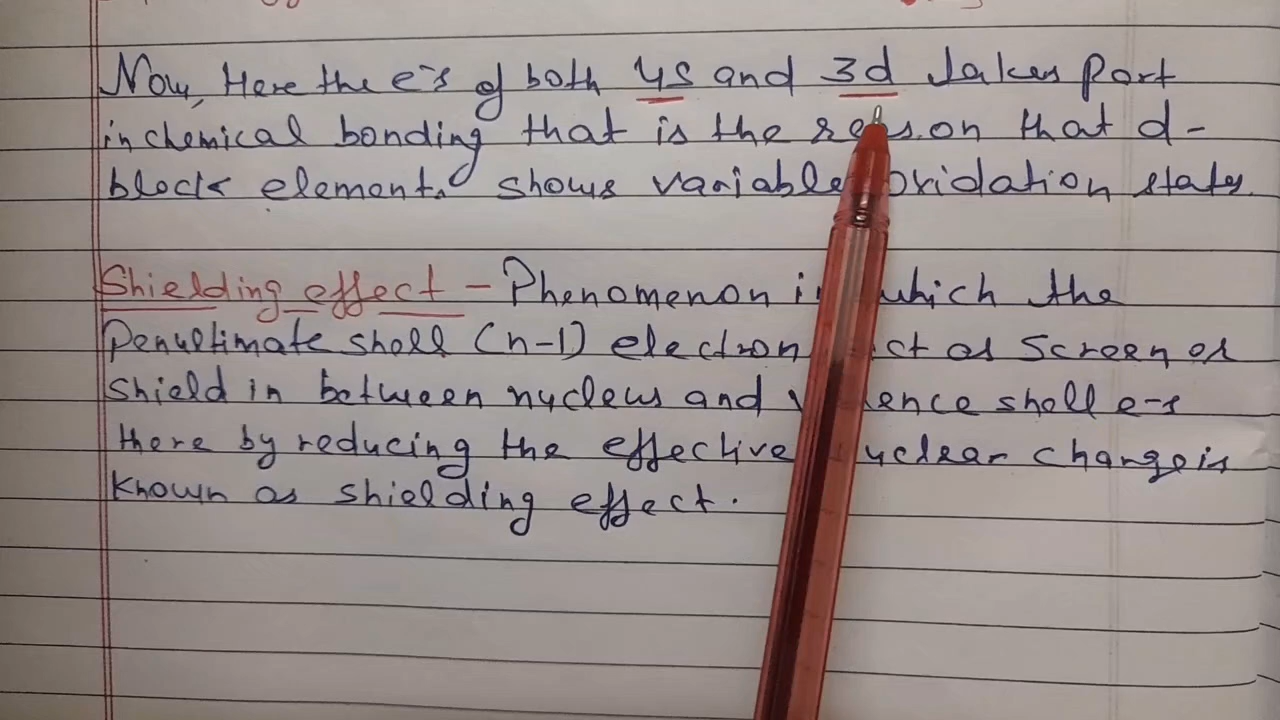 Now, Here the e-s of both 4s and 3d takes Part
in chemical bonding that is the reason that d-
block elements shows variable oxidation states.
Shielding effect - Phenomenon in which the
Penultimate shell (n-1) electron act as Screen or
Shield in between nucleus and valence shell e-s
there by reducing the effective nuclear charge is
known as shielding effect.